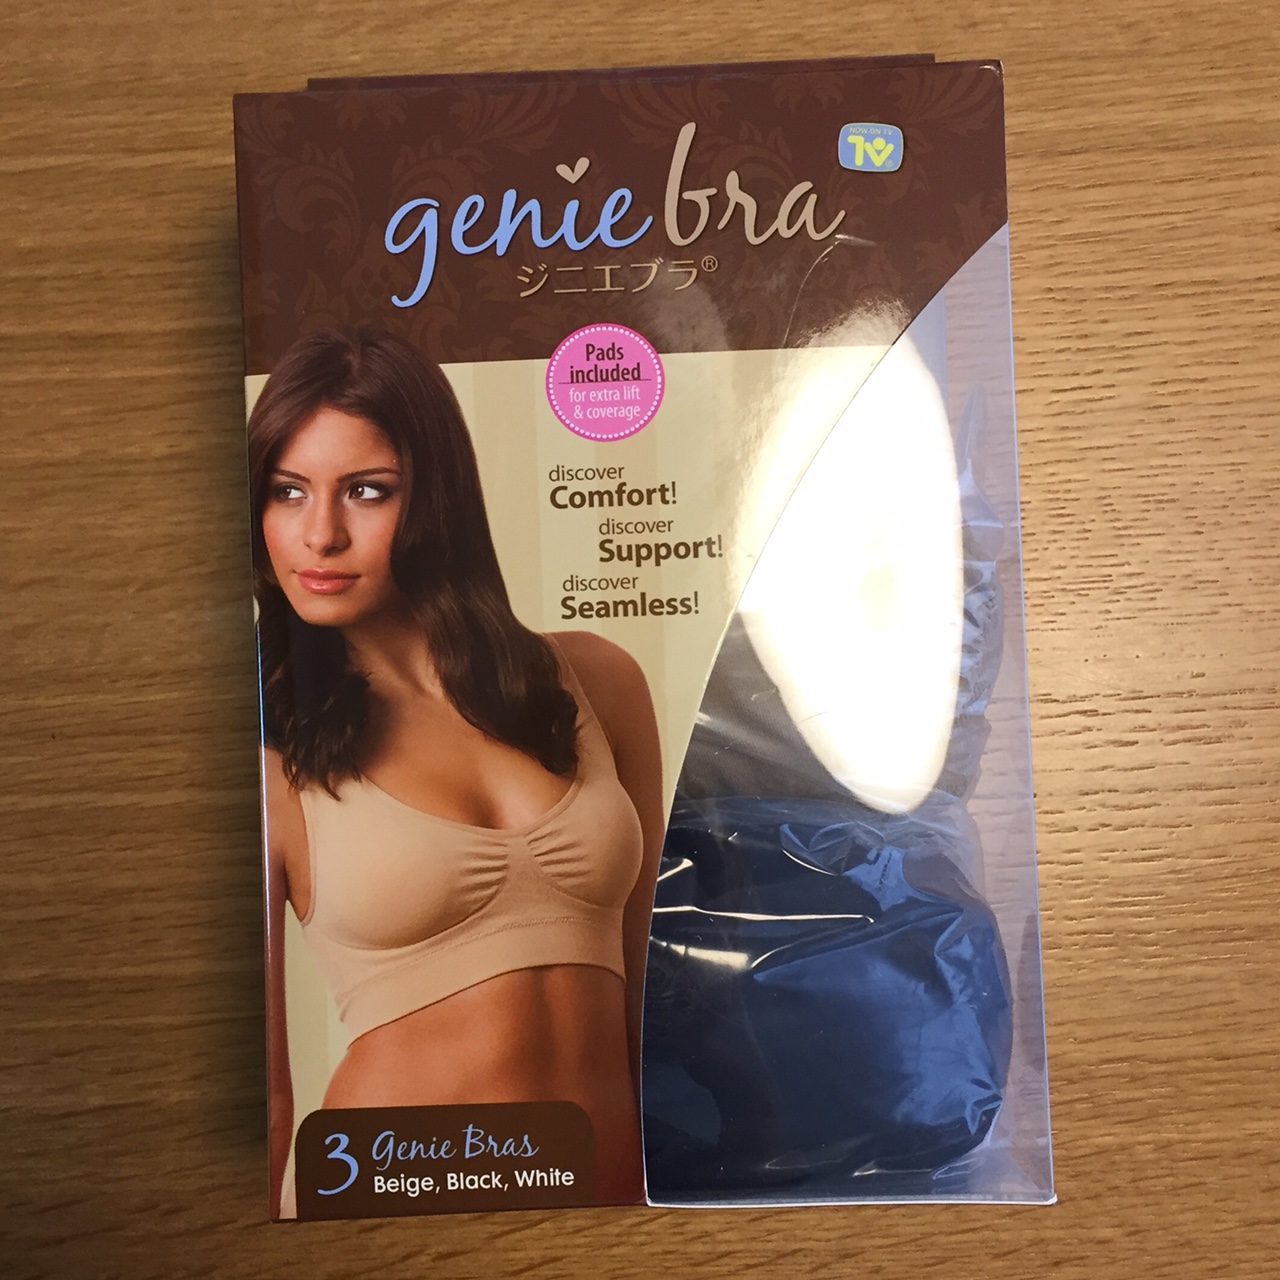 genie bra
NOW ON TV
TV
ジニエブラ®
Pads
included
for extra lift
& coverage
discover
Comfort!
discover
Support!
discover
Seamless!
3 Genie Bras
Beige, Black, White